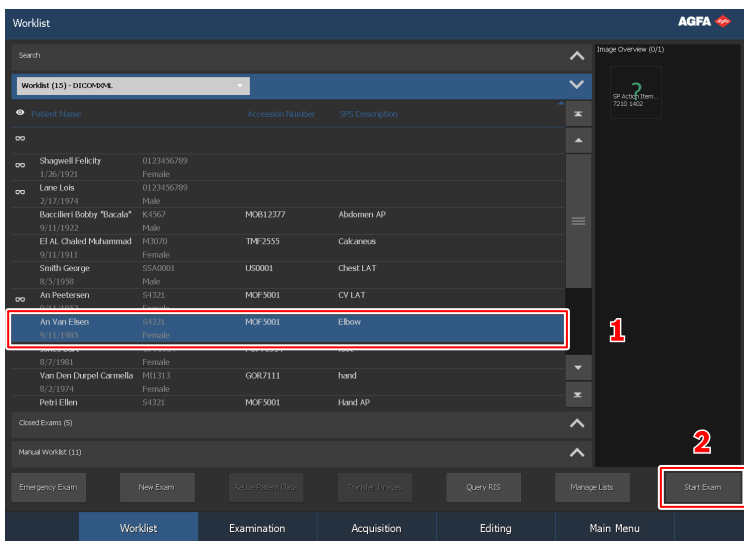 Worklist
AGFA
Search
Image Overview (0/1)
Worklist (15) - DICOMXML
?
SP Action Item...
7210 1402
Patient Name Accession Number SPS Description
Shagwell Felicity 0123456789
1/26/1921 Female
Lane Lois 0123456789
2/17/1974 Male
Baccilieri Bobby "Bacala" K4567 MOB12377 Abdomen AP
9/11/1922 Male
El AL Chaled Muhammad M3070 TMF2555 Calcaneus
9/11/1911 Female
Smith George SSA0001 US0001 Chest LAT
8/5/1958 Male
An Peetersen S4321 MOF5001 CV LAT
An Van Elsen S4321 MOF5001 Elbow
9/11/1985 Female
1
8/7/1981 Female
Van Den Durpel Carmella MI1313 GOR7111 hand
8/2/1974 Female
Petri Ellen S4321 MOF5001 Hand AP
Closed Exams (5)
Manual Worklist (11)
2
Emergency Exam New Exam Reuse Patient Data Transfer Images Query RIS Manage Lists Start Exam
Worklist Examination Acquisition Editing Main Menu